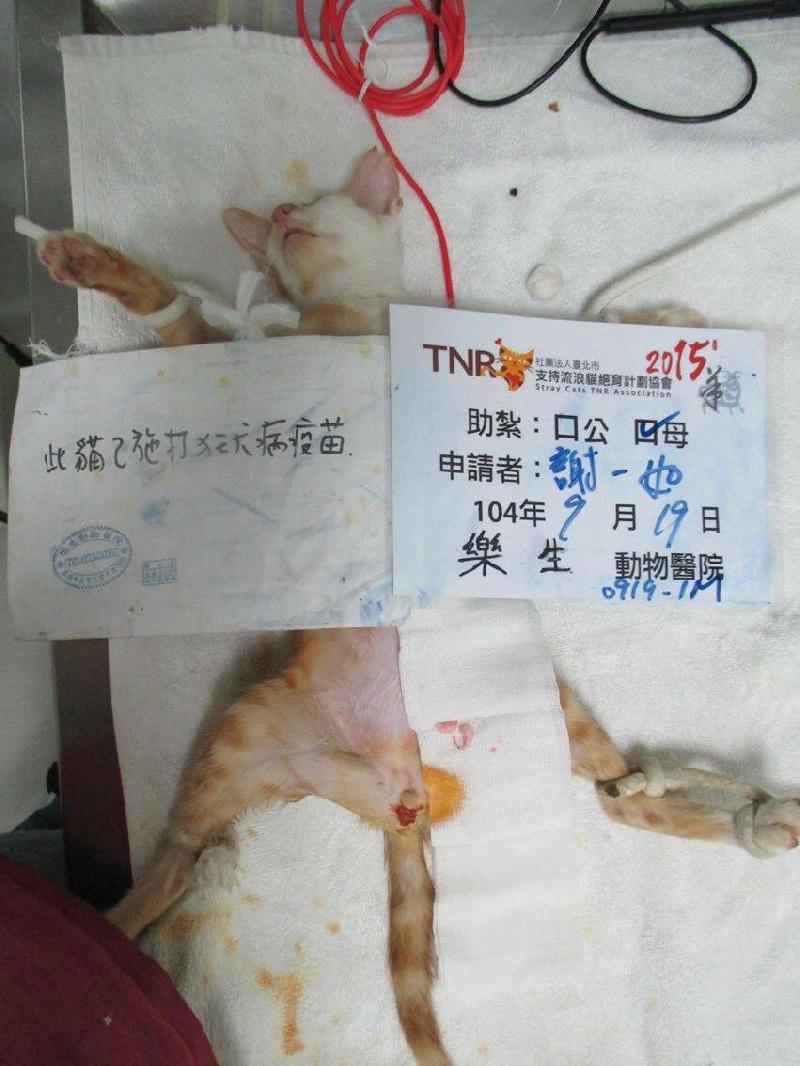 此貓已施打狂犬病疫苗.
TNR
社團法人臺北市
支持流浪貓絕育計劃協會
Stray Cats TNR Association
2015'
助紮:口公 口母
申請者:謝一如
104年9月19日
樂生 動物醫院